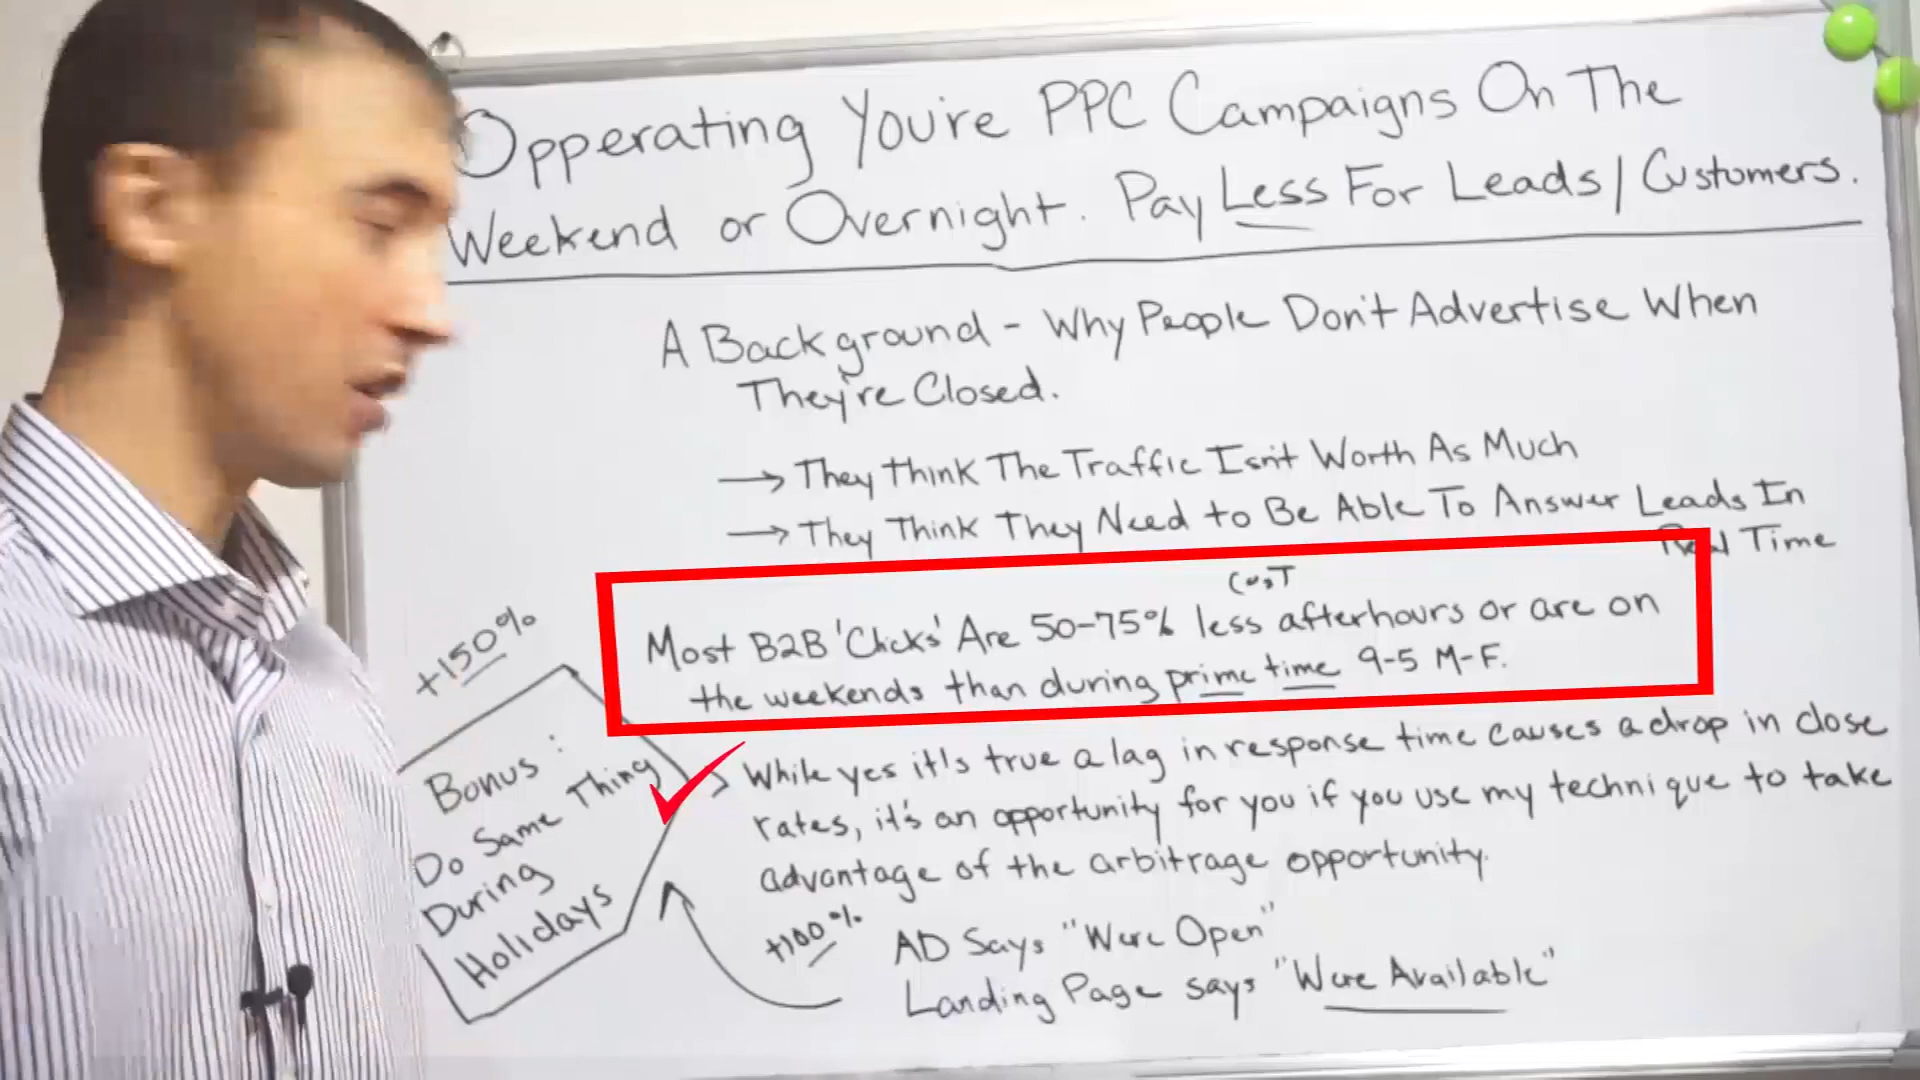 Opperating You're PPC Campaigns On The
Weekend or Overnight. Pay Less For Leads/Customers.
A Background - Why People Don't Advertise When
They're Closed.
→ They Think The Traffic Isn't Worth As Much
→ They Think They Need to Be Able To Answer Leads In
Real Time
cost
Most B2B 'Clicks' Are 50-75% less afterhours or are on
the weekends than during prime time 9-5 M-F.
While yes it's true a lag in response time causes a drop in close
rates, it's an opportunity for you if you use my technique to take
advantage of the arbitrage opportunity.
+100%
AD Says "We're Open"
Landing Page says "We're Available"
+150%
Bonus:
Do Same Thing
During
Holidays